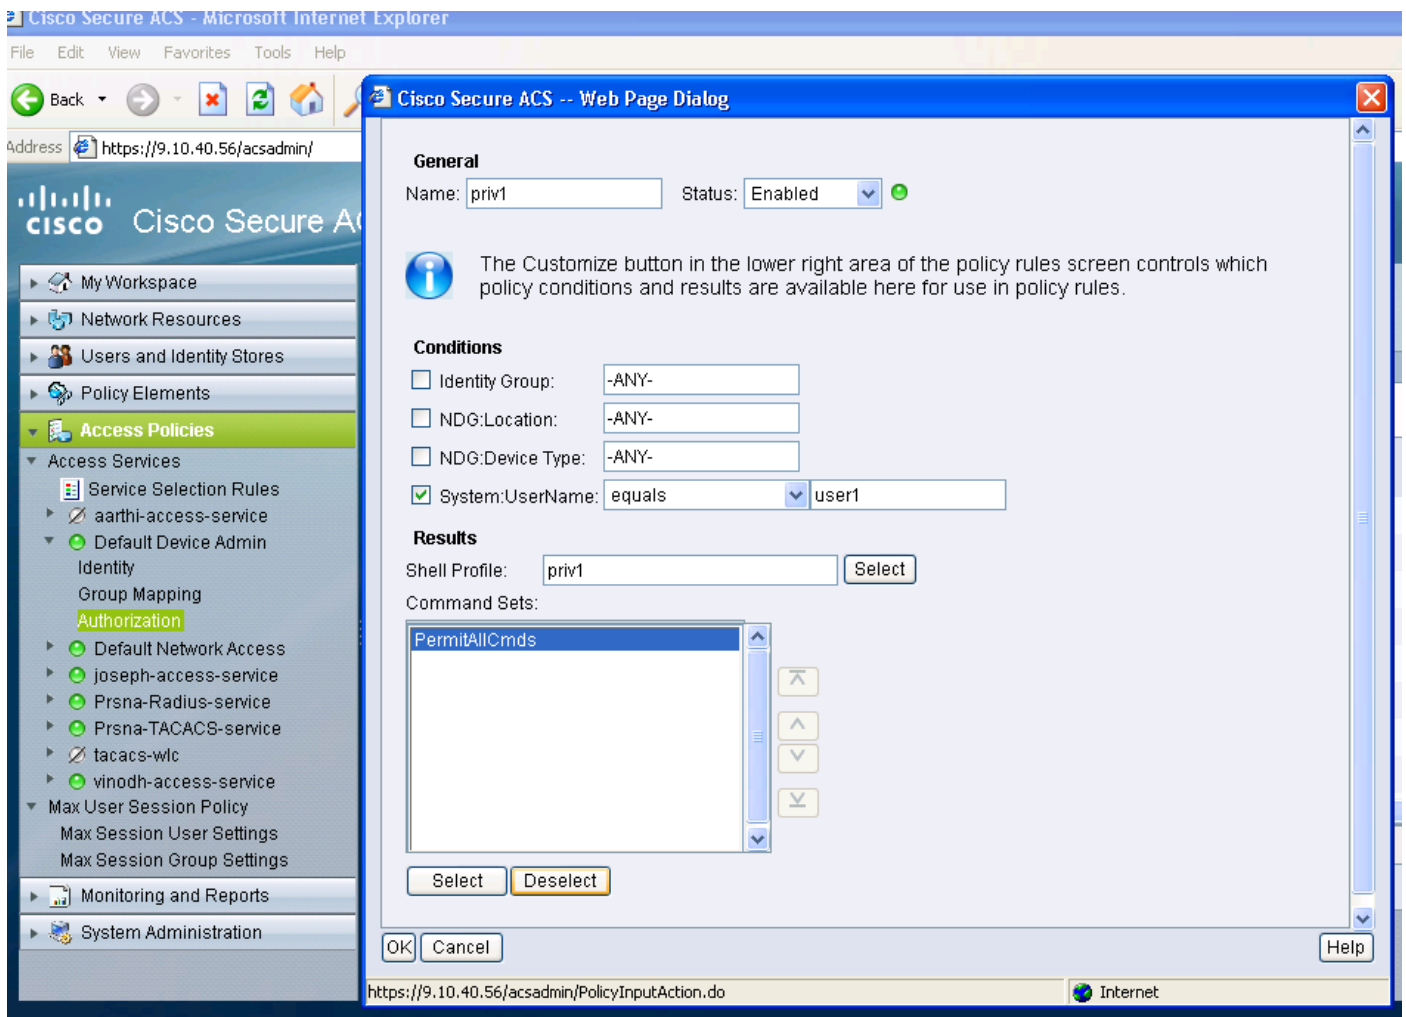 Cisco Secure ACS - Microsoft Internet Explorer
File Edit View Favorites Tools Help
Back
Address https://9.10.40.56/acsadmin/
cisco Cisco Secure A
My Workspace
Network Resources
Users and Identity Stores
Policy Elements
Access Policies
Access Services
Service Selection Rules
aarthi-access-service
Default Device Admin
Identity
Group Mapping
Authorization
Default Network Access
joseph-access-service
Prsna-Radius-service
Prsna-TACACS-service
tacacs-wlc
vinodh-access-service
Max User Session Policy
Max Session User Settings
Max Session Group Settings
Monitoring and Reports
System Administration
Cisco Secure ACS -- Web Page Dialog
General
Name: priv1 Status: Enabled
The Customize button in the lower right area of the policy rules screen controls which
policy conditions and results are available here for use in policy rules.
Conditions
Identity Group: -ANY-
NDG:Location: -ANY-
NDG:Device Type: -ANY-
System:UserName: equals user1
Results
Shell Profile: priv1 Select
Command Sets:
PermitAllCmds
Select Deselect
OK Cancel Help
https://9.10.40.56/acsadmin/PolicyInputAction.do Internet